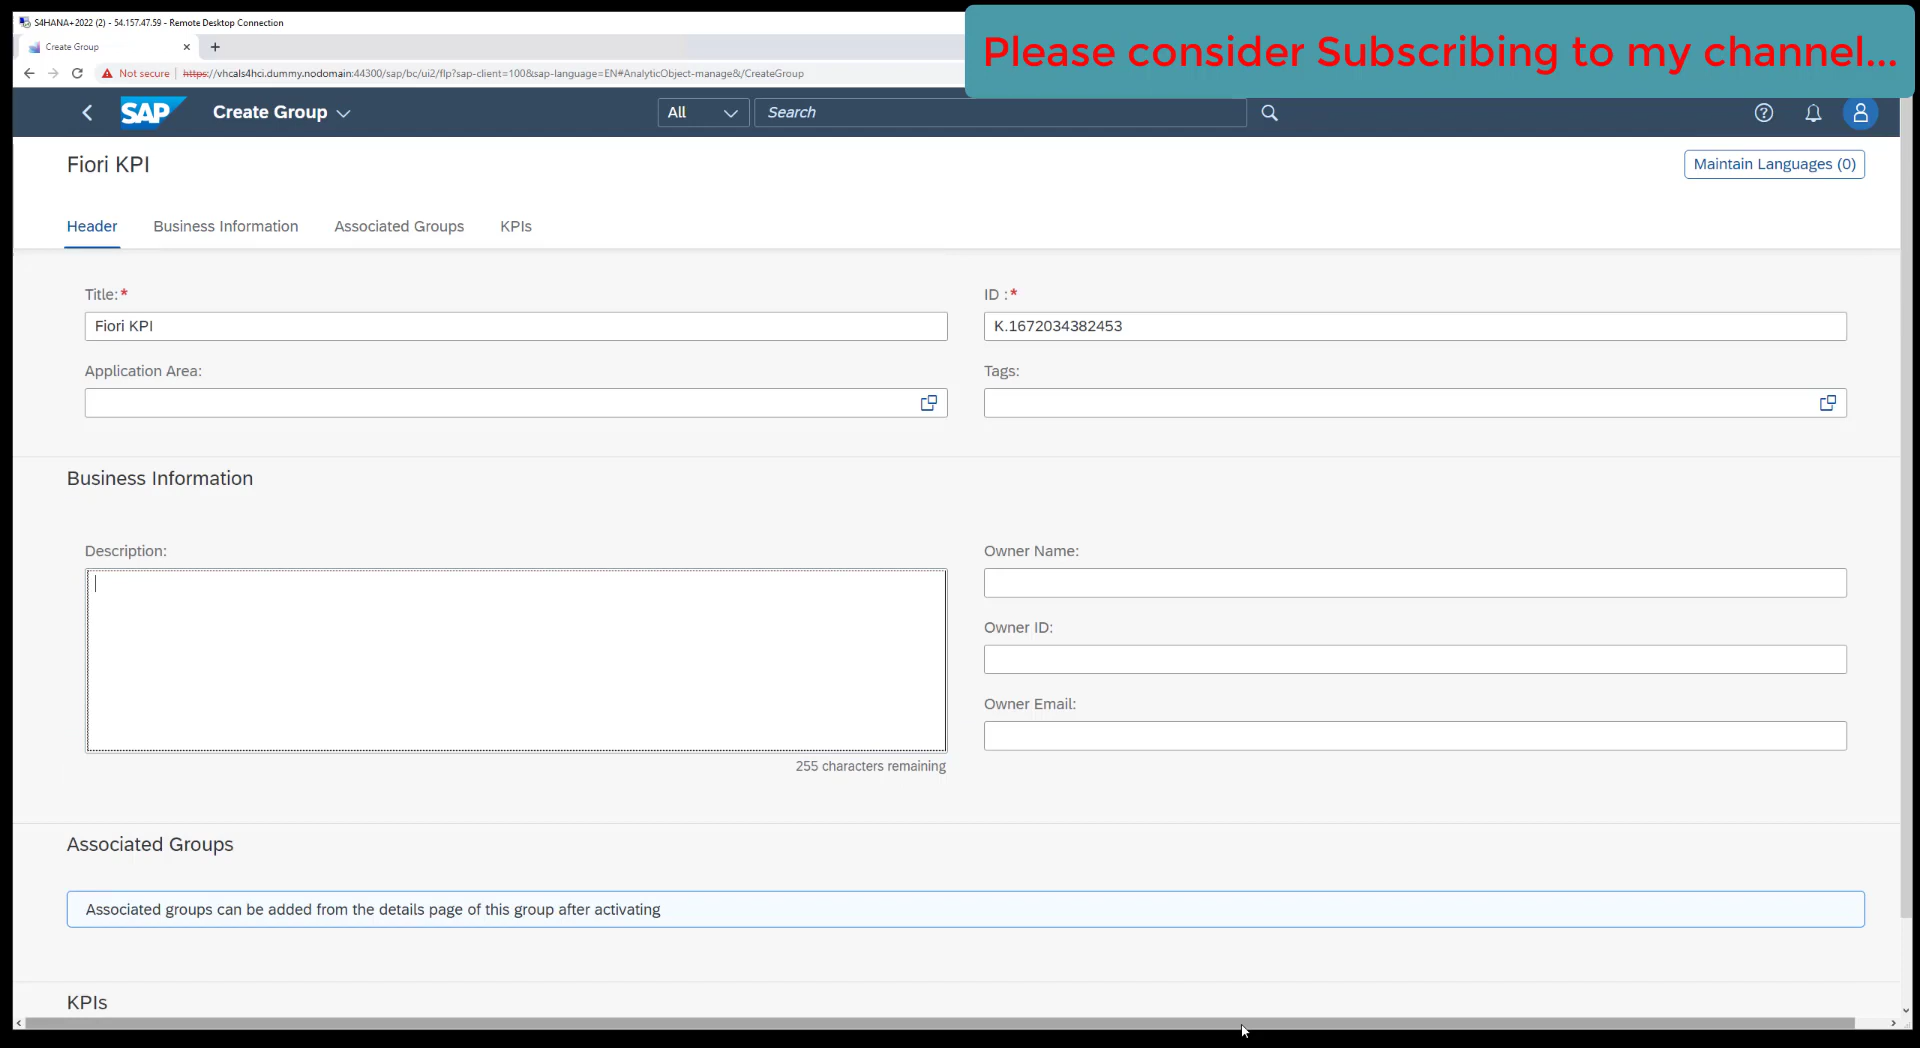 S4HANA+2022 (2) - 54.157.47.59 - Remote Desktop Connection
Please consider Subscribing to my channel...
Create Group
Not secure | https://vhcals4hci.dummy.nodomain:44300/sap/bc/ui2/flp?sap-client=100&sap-language=EN#AnalyticObject-manage&/CreateGroup
SAP Create Group All Search
Fiori KPI Maintain Languages (0)
Header Business Information Associated Groups KPIs
Title:* ID :*
Fiori KPI K.1672034382453
Application Area: Tags:
Business Information
Description: Owner Name:
Owner ID:
Owner Email:
255 characters remaining
Associated Groups
Associated groups can be added from the details page of this group after activating
KPIs